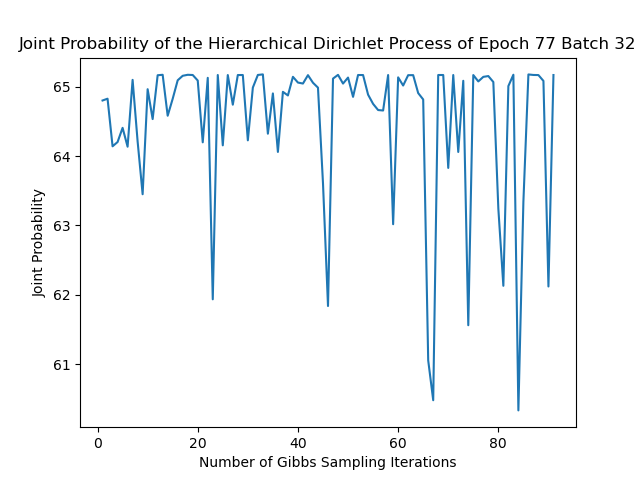 Joint Probability of the Hierarchical Dirichlet Process of Epoch 77 Batch 32
65
64
63
62
61
Joint Probability
0 20 40 60 80
Number of Gibbs Sampling Iterations